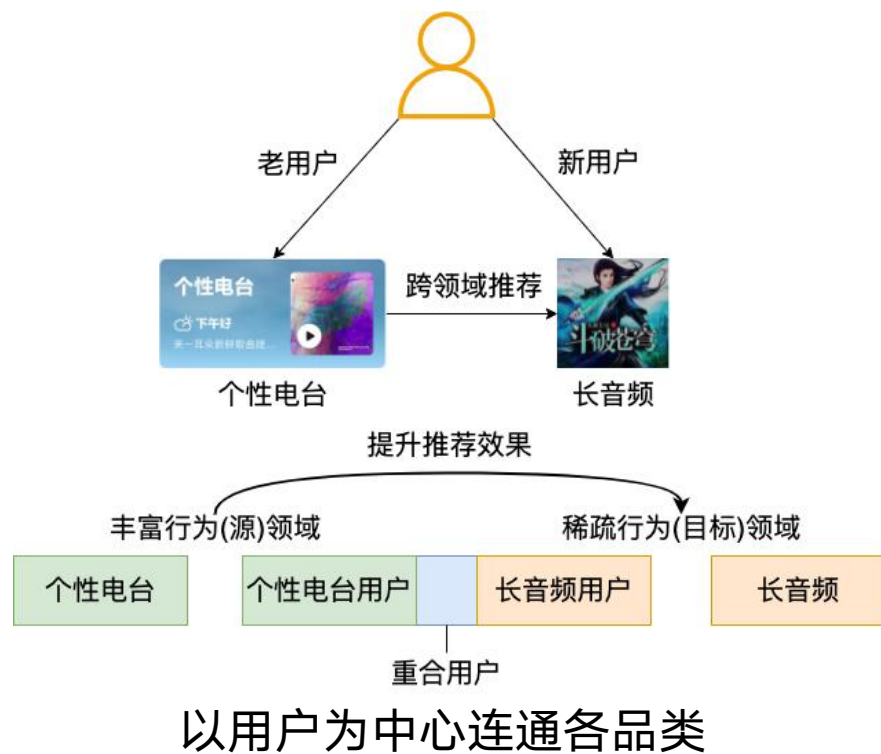 老用户
新用户
个性电台
下午好
跨领域推荐
斗破苍穹
个性电台
长音频
提升推荐效果
丰富行为(源)领域
稀疏行为(目标)领域
个性电台
个性电台用户
长音频用户
长音频
重合用户
以用户为中心连通各品类